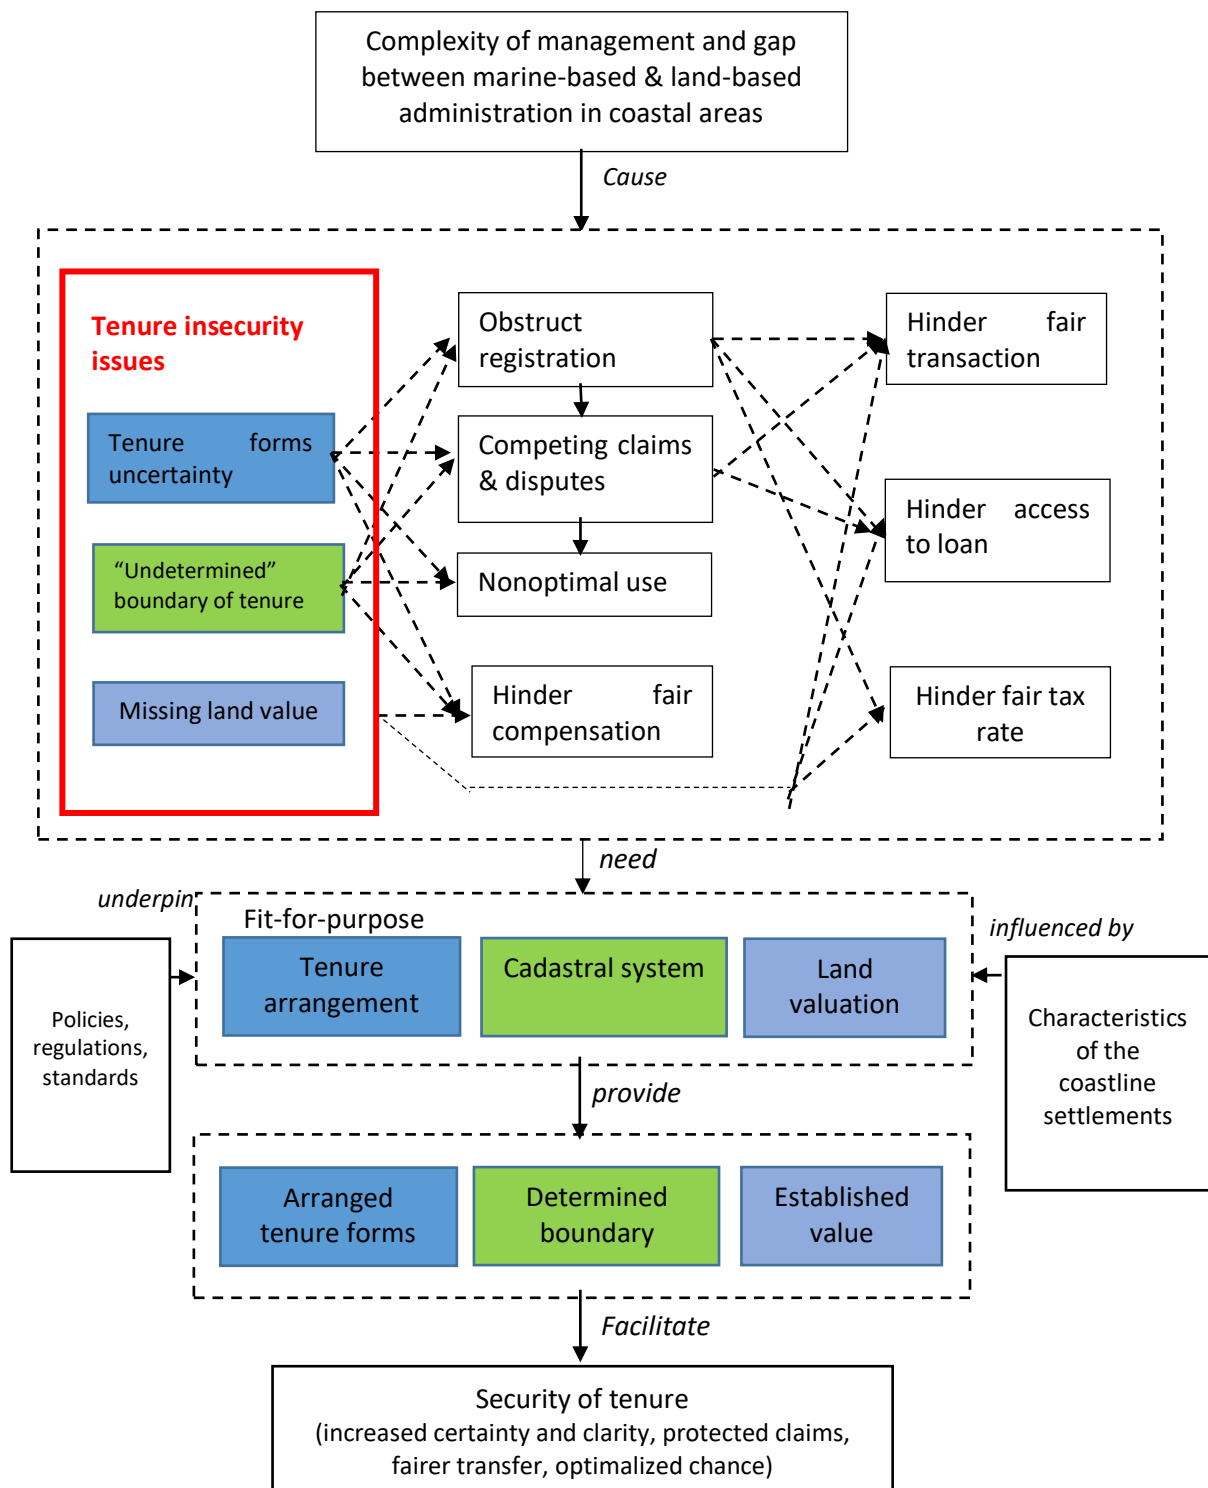 Complexity of management and gap
between marine-based & land-based
administration in coastal areas
Cause
Tenure insecurity
issues
Tenure forms
uncertainty
“Undetermined”
boundary of tenure
Missing land value
Obstruct
registration
Competing claims
& disputes
Nonoptimal use
Hinder fair
compensation
Hinder fair
transaction
Hinder access
to loan
Hinder fair tax
rate
need
underpin
Fit-for-purpose
influenced by
Tenure
arrangement
Cadastral system
Land
valuation
Policies,
regulations,
standards
Characteristics
of the
coastline
settlements
provide
Arranged
tenure forms
Determined
boundary
Established
value
Facilitate
Security of tenure
(increased certainty and clarity, protected claims,
fairer transfer, optimalized chance)